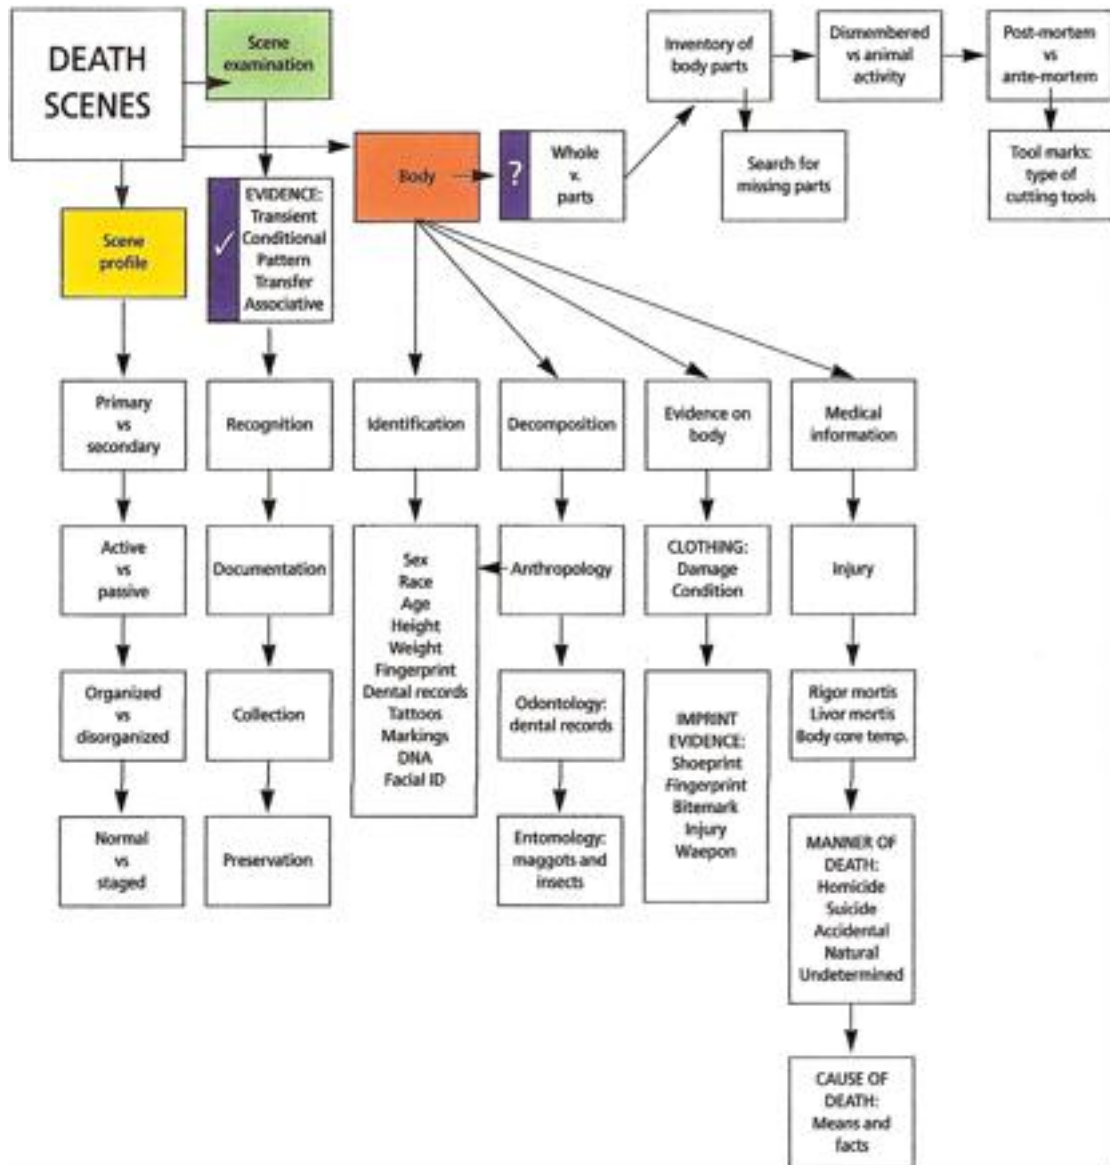 DEATH
SCENES
Scene
examination
Inventory of
body parts
Dismembered
vs animal
activity
Post-mortem
vs
ante-mortem
Body
?
Whole
v.
parts
Search for
missing parts
Tool marks:
type of
cutting tools
Scene
profile
✓
EVIDENCE:
Transient
Conditional
Pattern
Transfer
Associative
Primary
vs
secondary
Recognition
Identification
Decomposition
Evidence on
body
Medical
information
Active
vs
passive
Documentation
Sex
Race
Age
Height
Weight
Fingerprint
Dental records
Tattoos
Markings
DNA
Facial ID
Anthropology
CLOTHING:
Damage
Condition
Injury
Organized
vs
disorganized
Collection
Odontology:
dental records
IMPRINT
EVIDENCE:
Shoeprint
Fingerprint
Bitemark
Injury
Waepon
Rigor mortis
Livor mortis
Body core temp.
Normal
vs
staged
Preservation
Entomology:
maggots and
insects
MANNER OF
DEATH:
Homicide
Suicide
Accidental
Natural
Undetermined
CAUSE OF
DEATH:
Means and
facts